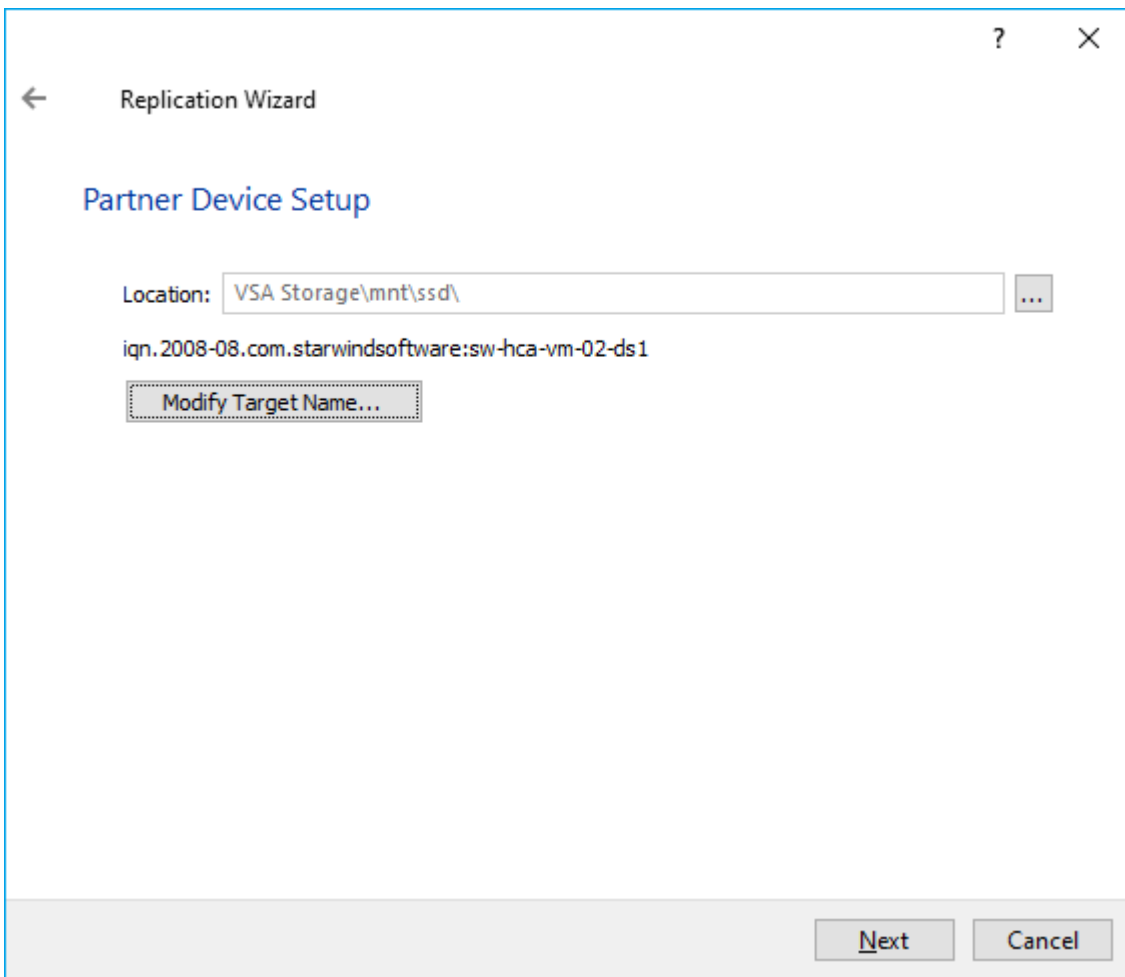 ?
Replication Wizard
Partner Device Setup
Location: VSA Storage\mnt\ssd\ ...
iqn.2008-08.com.starwindsoftware:sw-hca-vm-02-ds1
Modify Target Name...
Next Cancel